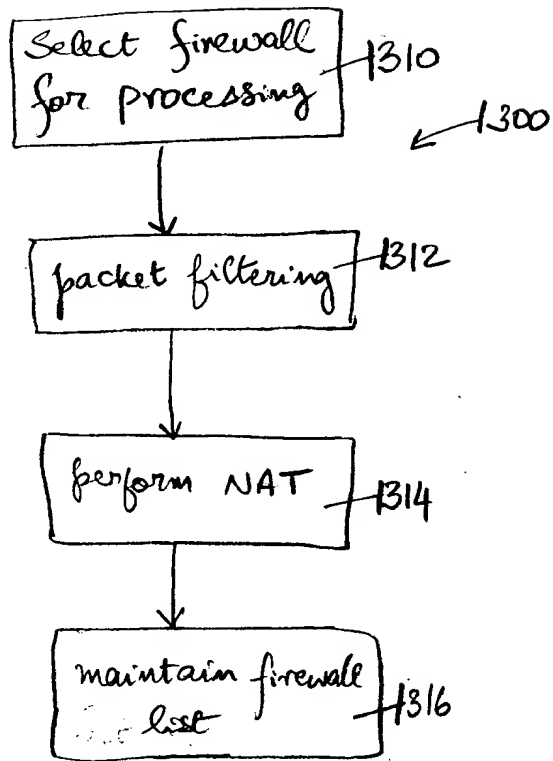 Select firewall
for processing
1310
1300
packet filtering
1312
perform NAT
1314
maintain firewall
list
1316